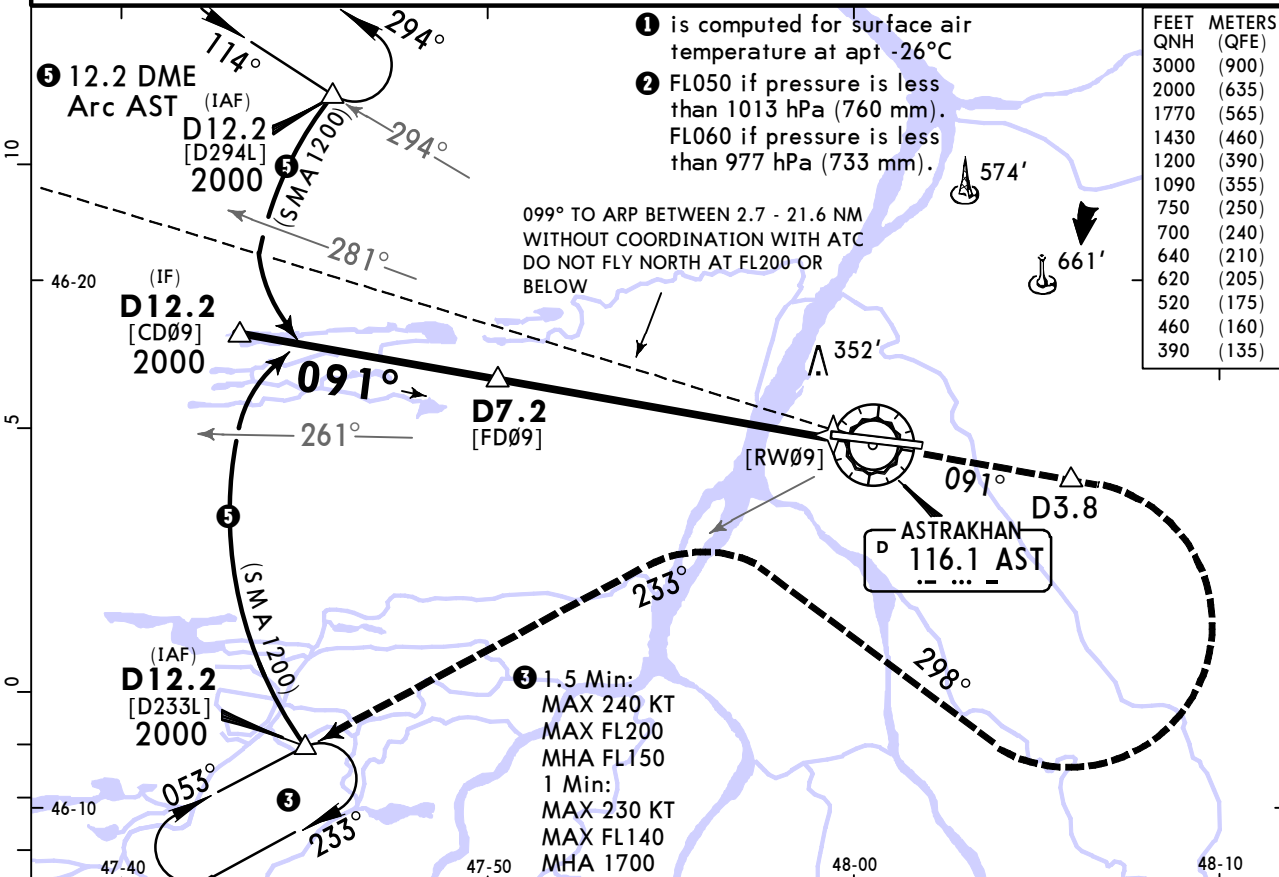 ❶ is computed for surface air
temperature at apt -26°C
❷ FL050 if pressure is less
than 1013 hPa (760 mm).
FL060 if pressure is less
than 977 hPa (733 mm).
FEET METERS
QNH (QFE)
3000 (900)
2000 (635)
1770 (565)
1430 (460)
1200 (390)
1090 (355)
750 (250)
700 (240)
640 (210)
620 (205)
520 (175)
460 (160)
390 (135)
294°
114°
❺ 12.2 DME
Arc AST
(IAF)
D12.2
[D294L]
2000
❺
(SMA 1200)
294°
10
574'
661'
099° TO ARP BETWEEN 2.7 - 21.6 NM
WITHOUT COORDINATION WITH ATC
DO NOT FLY NORTH AT FL200 OR
BELOW
281°
46-20
(IF)
D12.2
[CDØ9]
2000
352'
091°
D7.2
[FDØ9]
5
261°
[RWØ9]
091°
D3.8
❺
ASTRAKHAN
D 116.1 AST
233°
(SMA 1200)
298°
0
(IAF)
D12.2
[D233L]
2000
❸ 1.5 Min:
MAX 240 KT
MAX FL200
MHA FL150
1 Min:
MAX 230 KT
MAX FL140
MHA 1700
053°
❸
233°
46-10
47-40
47-50
48-00
48-10